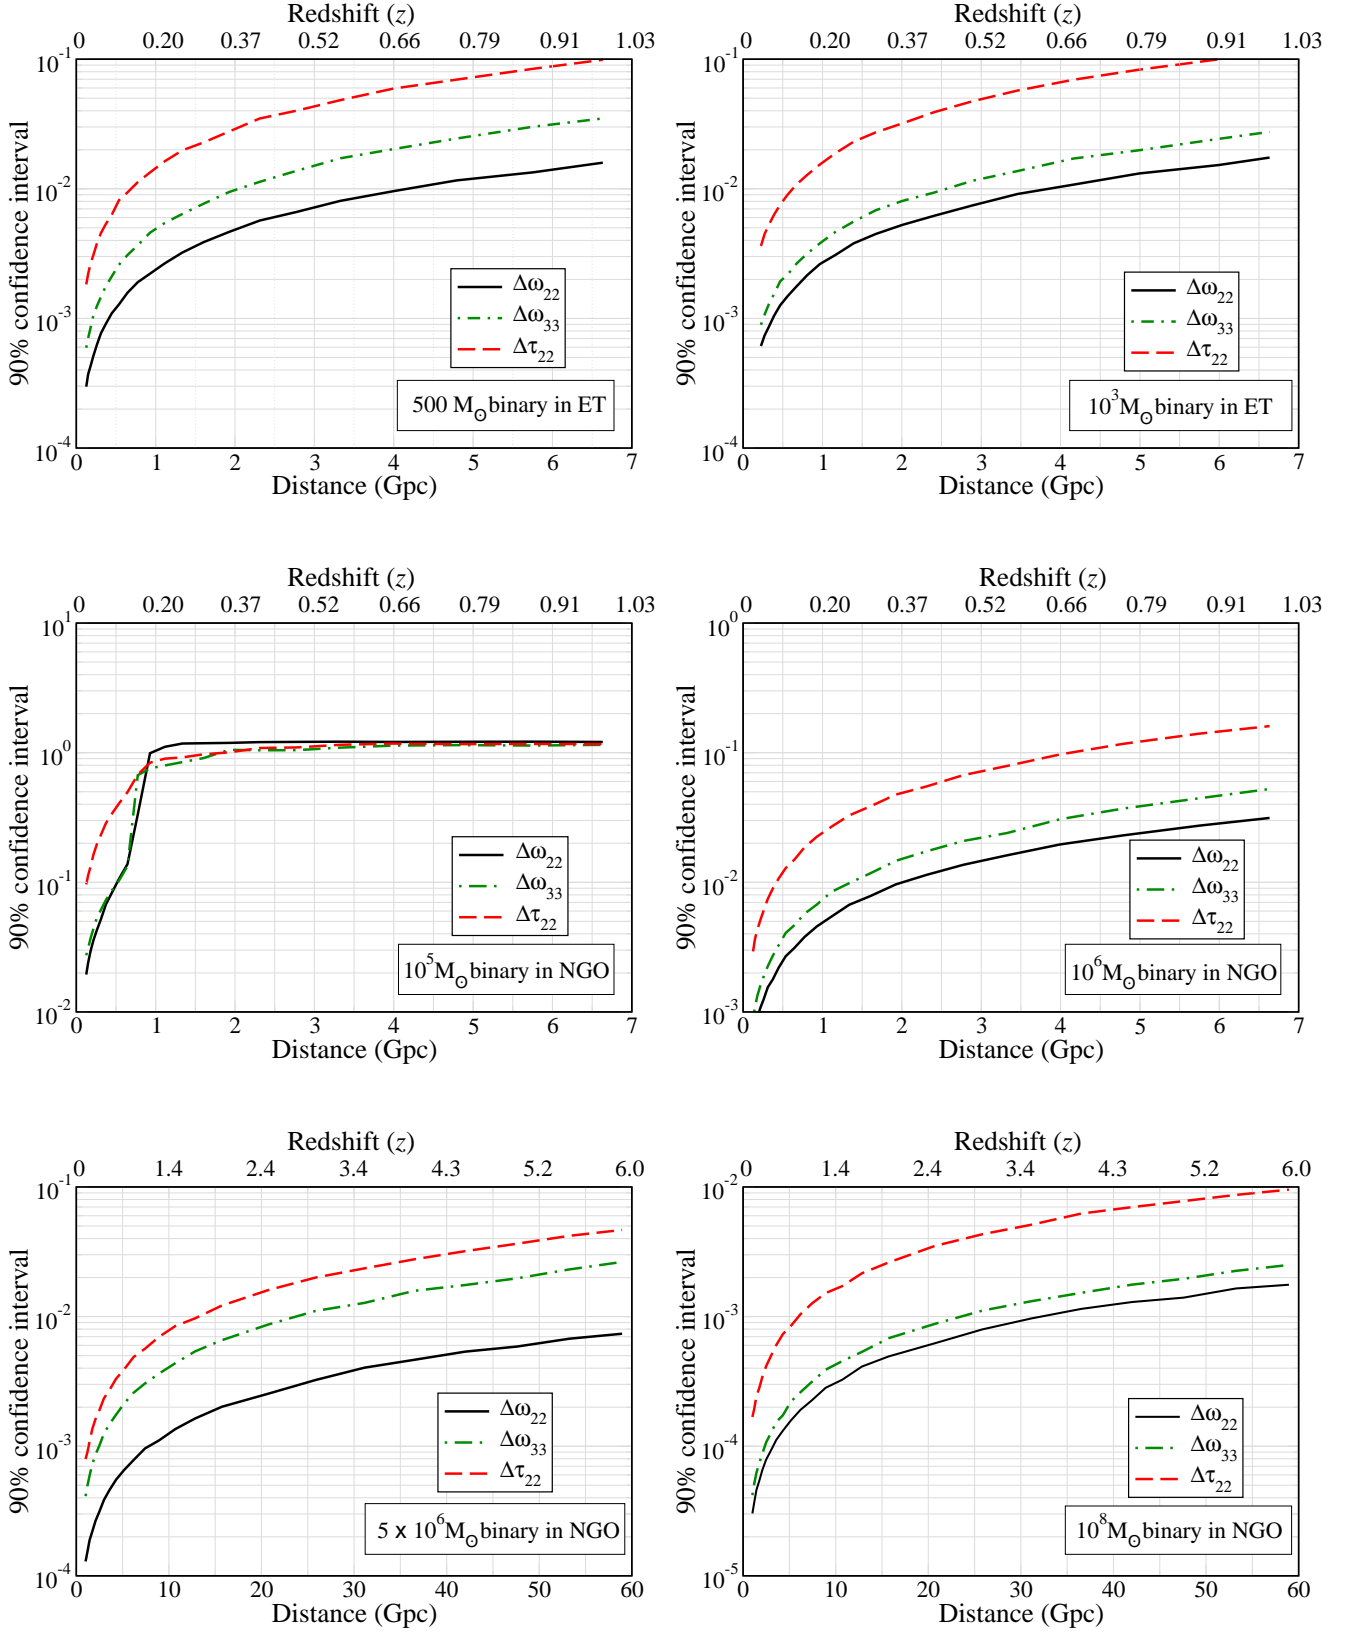 Redshift (z)
0 0.20 0.37 0.52 0.66 0.79 0.91 1.03
10^-1
10^-2
10^-3
10^-4
90% confidence interval
Δω22
Δω33
Δτ22
500 M⊙binary in ET
0 1 2 3 4 5 6 7
Distance (Gpc)
Redshift (z)
0 0.20 0.37 0.52 0.66 0.79 0.91 1.03
10^-1
10^-2
10^-3
10^-4
90% confidence interval
Δω22
Δω33
Δτ22
10^3M⊙binary in ET
0 1 2 3 4 5 6 7
Distance (Gpc)
Redshift (z)
0 0.20 0.37 0.52 0.66 0.79 0.91 1.03
10^1
10^0
10^-1
10^-2
90% confidence interval
Δω22
Δω33
Δτ22
10^5M⊙binary in NGO
0 1 2 3 4 5 6 7
Distance (Gpc)
Redshift (z)
0 0.20 0.37 0.52 0.66 0.79 0.91 1.03
10^0
10^-1
10^-2
10^-3
90% confidence interval
Δω22
Δω33
Δτ22
10^6M⊙binary in NGO
0 1 2 3 4 5 6 7
Distance (Gpc)
Redshift (z)
0 1.4 2.4 3.4 4.3 5.2 6.0
10^-1
10^-2
10^-3
10^-4
90% confidence interval
Δω22
Δω33
Δτ22
5 x 10^6M⊙binary in NGO
0 10 20 30 40 50 60
Distance (Gpc)
Redshift (z)
0 1.4 2.4 3.4 4.3 5.2 6.0
10^-2
10^-3
10^-4
10^-5
90% confidence interval
Δω22
Δω33
Δτ22
10^8M⊙binary in NGO
0 10 20 30 40 50 60
Distance (Gpc)